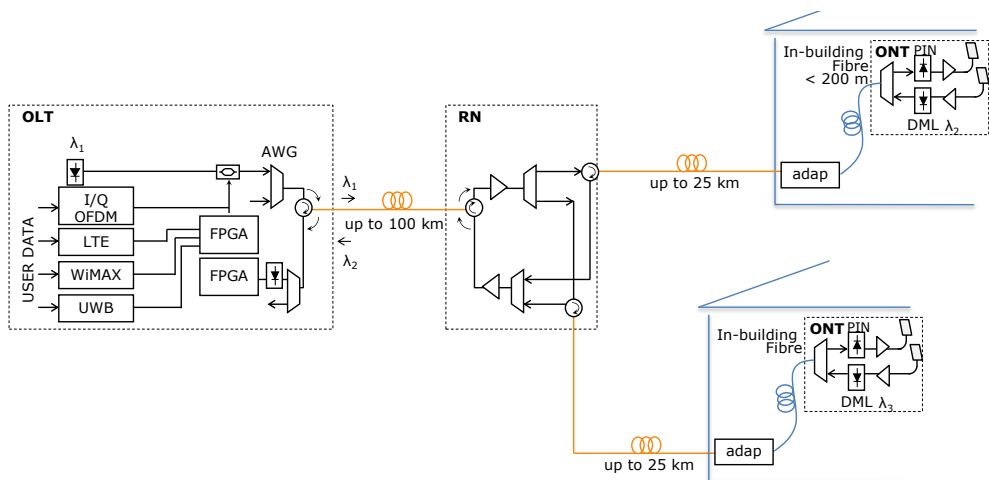 OLT
λ1
AWG
I/Q
OFDM
LTE
WiMAX
UWB
USER DATA
FPGA
FPGA
λ1
up to 100 km
λ2
RN
up to 25 km
In-building
Fibre
< 200 m
ONT PIN
DML λ2
adap
up to 25 km
In-building
Fibre
ONT PIN
DML λ3
adap